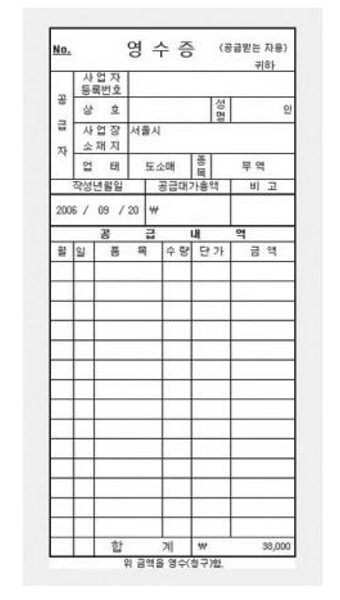 No. 영 수 증 (공급받는 자용)
귀하
공 급 자
사 업 자 등록번호
상 호 성명 인
사 업 장 소 재 지 서울시
업 태 도소매 종목 무 역
작성년월일 공급대가총액 비 고
2006 / 09 / 20 ₩
공 급 내 역
월 일 품 목 수 량 단 가 금 액
합 계 ₩ 38,000
위 금액을 영수(청구)함.